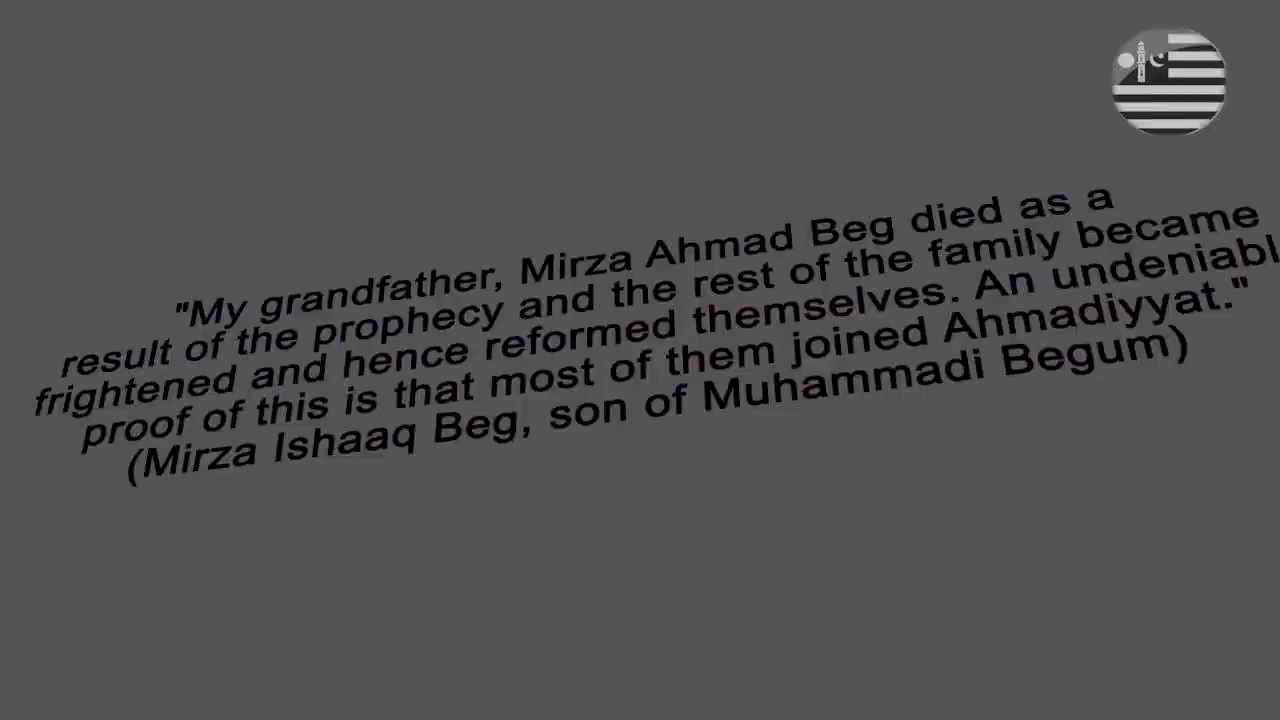 "My grandfather, Mirza Ahmad Beg died as a
result of the prophecy and the rest of the family became
frightened and hence reformed themselves. An undeniabl
proof of this is that most of them joined Ahmadiyyat."
(Mirza Ishaaq Beg, son of Muhammadi Begum)